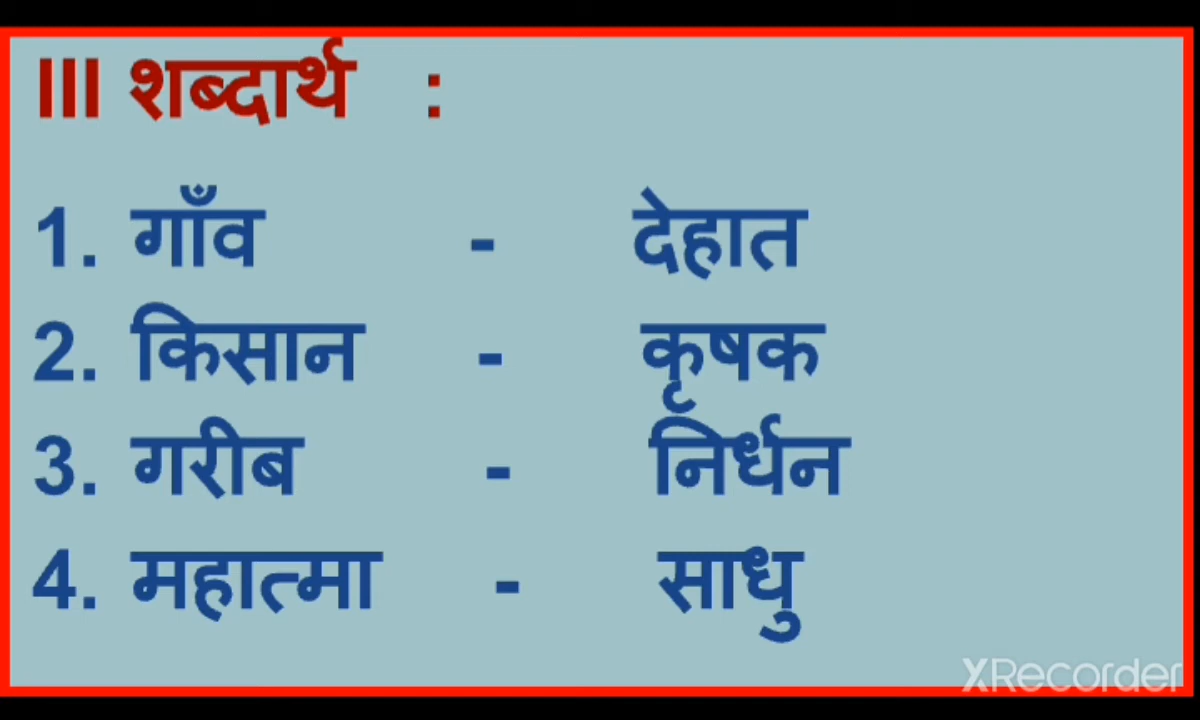 III शब्दार्थ :
1. गाँव - देहात
2. किसान - कृषक
3. गरीब - निर्धन
4. महात्मा - साधु
XRecorder